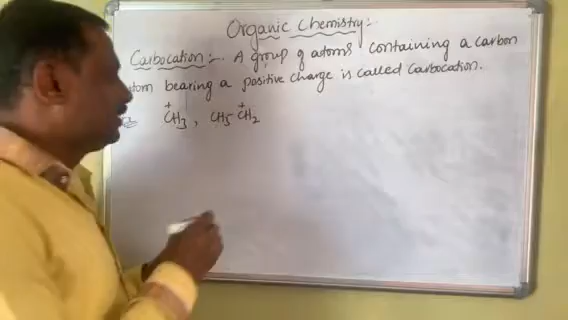 Organic Chemistry:-
Carbocation:- A group of atoms containing a carbon
atom bearing a positive charge is called Carbocation.
+CH3, CH3 +CH2